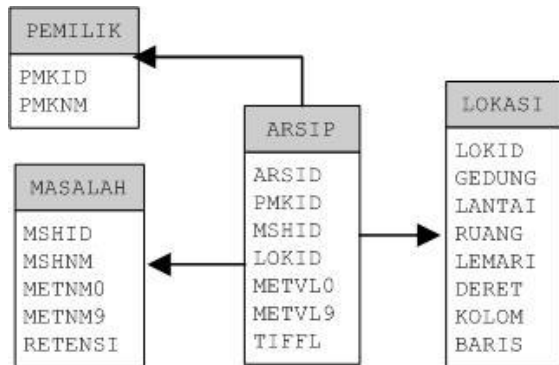 PEMILIK
PMKID
PMKNM
MASALAH
MSHID
MSHNM
METNM0
METNM9
RETENSI
ARSIP
ARSID
PMKID
MSHID
LOKID
METVL0
METVL9
TIFFL
LOKASI
LOKID
GEDUNG
LANTAI
RUANG
LEMARI
DERET
KOLOM
BARIS